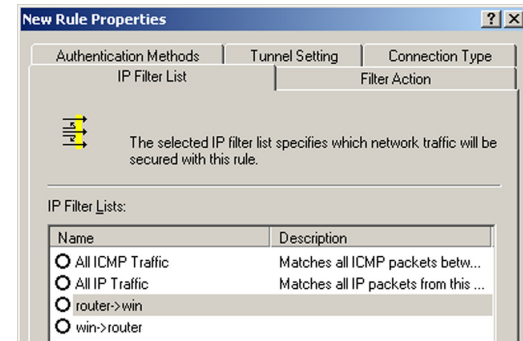 New Rule Properties
Authentication Methods Tunnel Setting Connection Type
IP Filter List Filter Action
The selected IP filter list specifies which network traffic will be
secured with this rule.
IP Filter Lists:
Name Description
All ICMP Traffic Matches all ICMP packets betw...
All IP Traffic Matches all IP packets from this ...
router->win
win->router